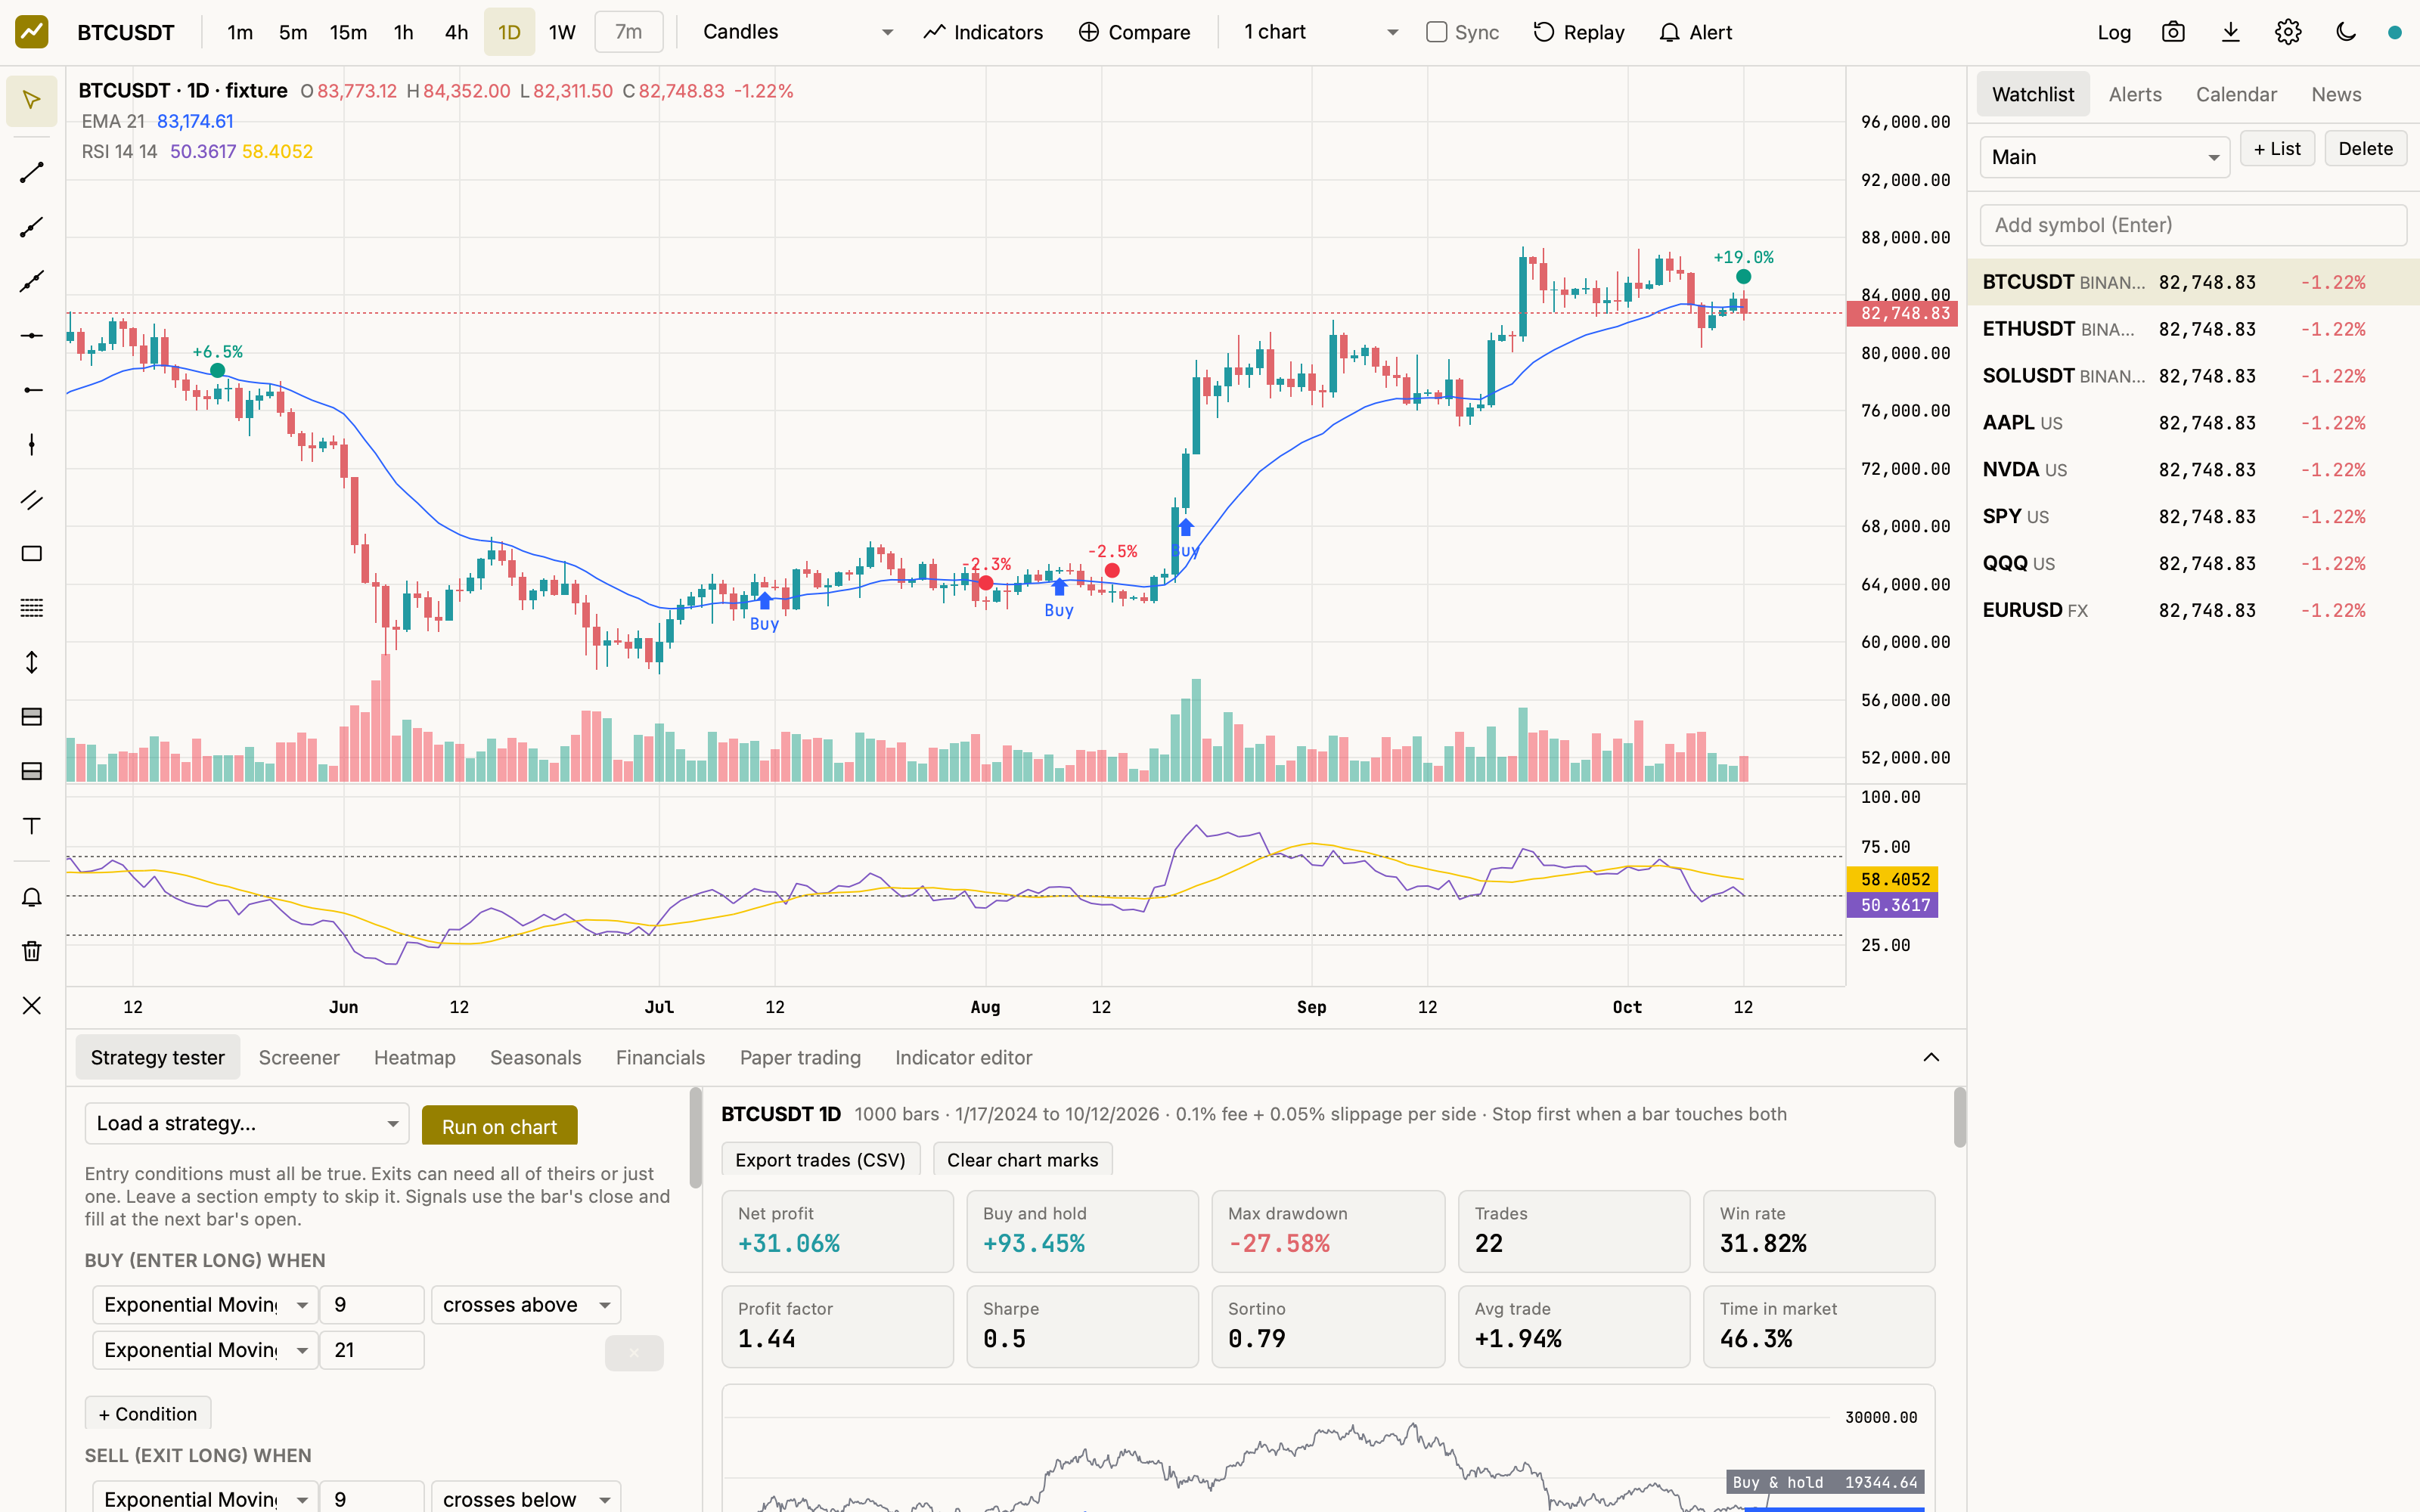 BTCUSDT 1m 5m 15m 1h 4h 1D 1W 7m Candles Indicators Compare 1 chart Sync Replay Alert Log
BTCUSDT · 1D · fixture O 83,773.12 H 84,352.00 L 82,311.50 C 82,748.83 -1.22%
EMA 21 83,174.61
RSI 14 14 50.3617 58.4052
96,000.00
92,000.00
88,000.00
84,000.00
82,748.83
80,000.00
76,000.00
72,000.00
68,000.00
64,000.00
60,000.00
56,000.00
52,000.00
+6.5%
-2.3%
-2.5%
+19.0%
Buy
Buy
Buy
100.00
75.00
58.4052
50.3617
25.00
12 Jun 12 Jul 12 Aug 12 Sep 12 Oct 12
Watchlist Alerts Calendar News
Main + List Delete
Add symbol (Enter)
BTCUSDT BINAN... 82,748.83 -1.22%
ETHUSDT BINA... 82,748.83 -1.22%
SOLUSDT BINAN... 82,748.83 -1.22%
AAPL US 82,748.83 -1.22%
NVDA US 82,748.83 -1.22%
SPY US 82,748.83 -1.22%
QQQ US 82,748.83 -1.22%
EURUSD FX 82,748.83 -1.22%
Strategy tester Screener Heatmap Seasonals Financials Paper trading Indicator editor
Load a strategy... Run on chart
Entry conditions must all be true. Exits can need all of theirs or just
one. Leave a section empty to skip it. Signals use the bar's close and
fill at the next bar's open.
BUY (ENTER LONG) WHEN
Exponential Movin 9 crosses above
Exponential Movin 21 ×
+ Condition
SELL (EXIT LONG) WHEN
Exponential Movin 9 crosses below
BTCUSDT 1D 1000 bars · 1/17/2024 to 10/12/2026 · 0.1% fee + 0.05% slippage per side · Stop first when a bar touches both
Export trades (CSV) Clear chart marks
Net profit Buy and hold Max drawdown Trades Win rate
+31.06% +93.45% -27.58% 22 31.82%
Profit factor Sharpe Sortino Avg trade Time in market
1.44 0.5 0.79 +1.94% 46.3%
30000.00
Buy & hold 19344.64